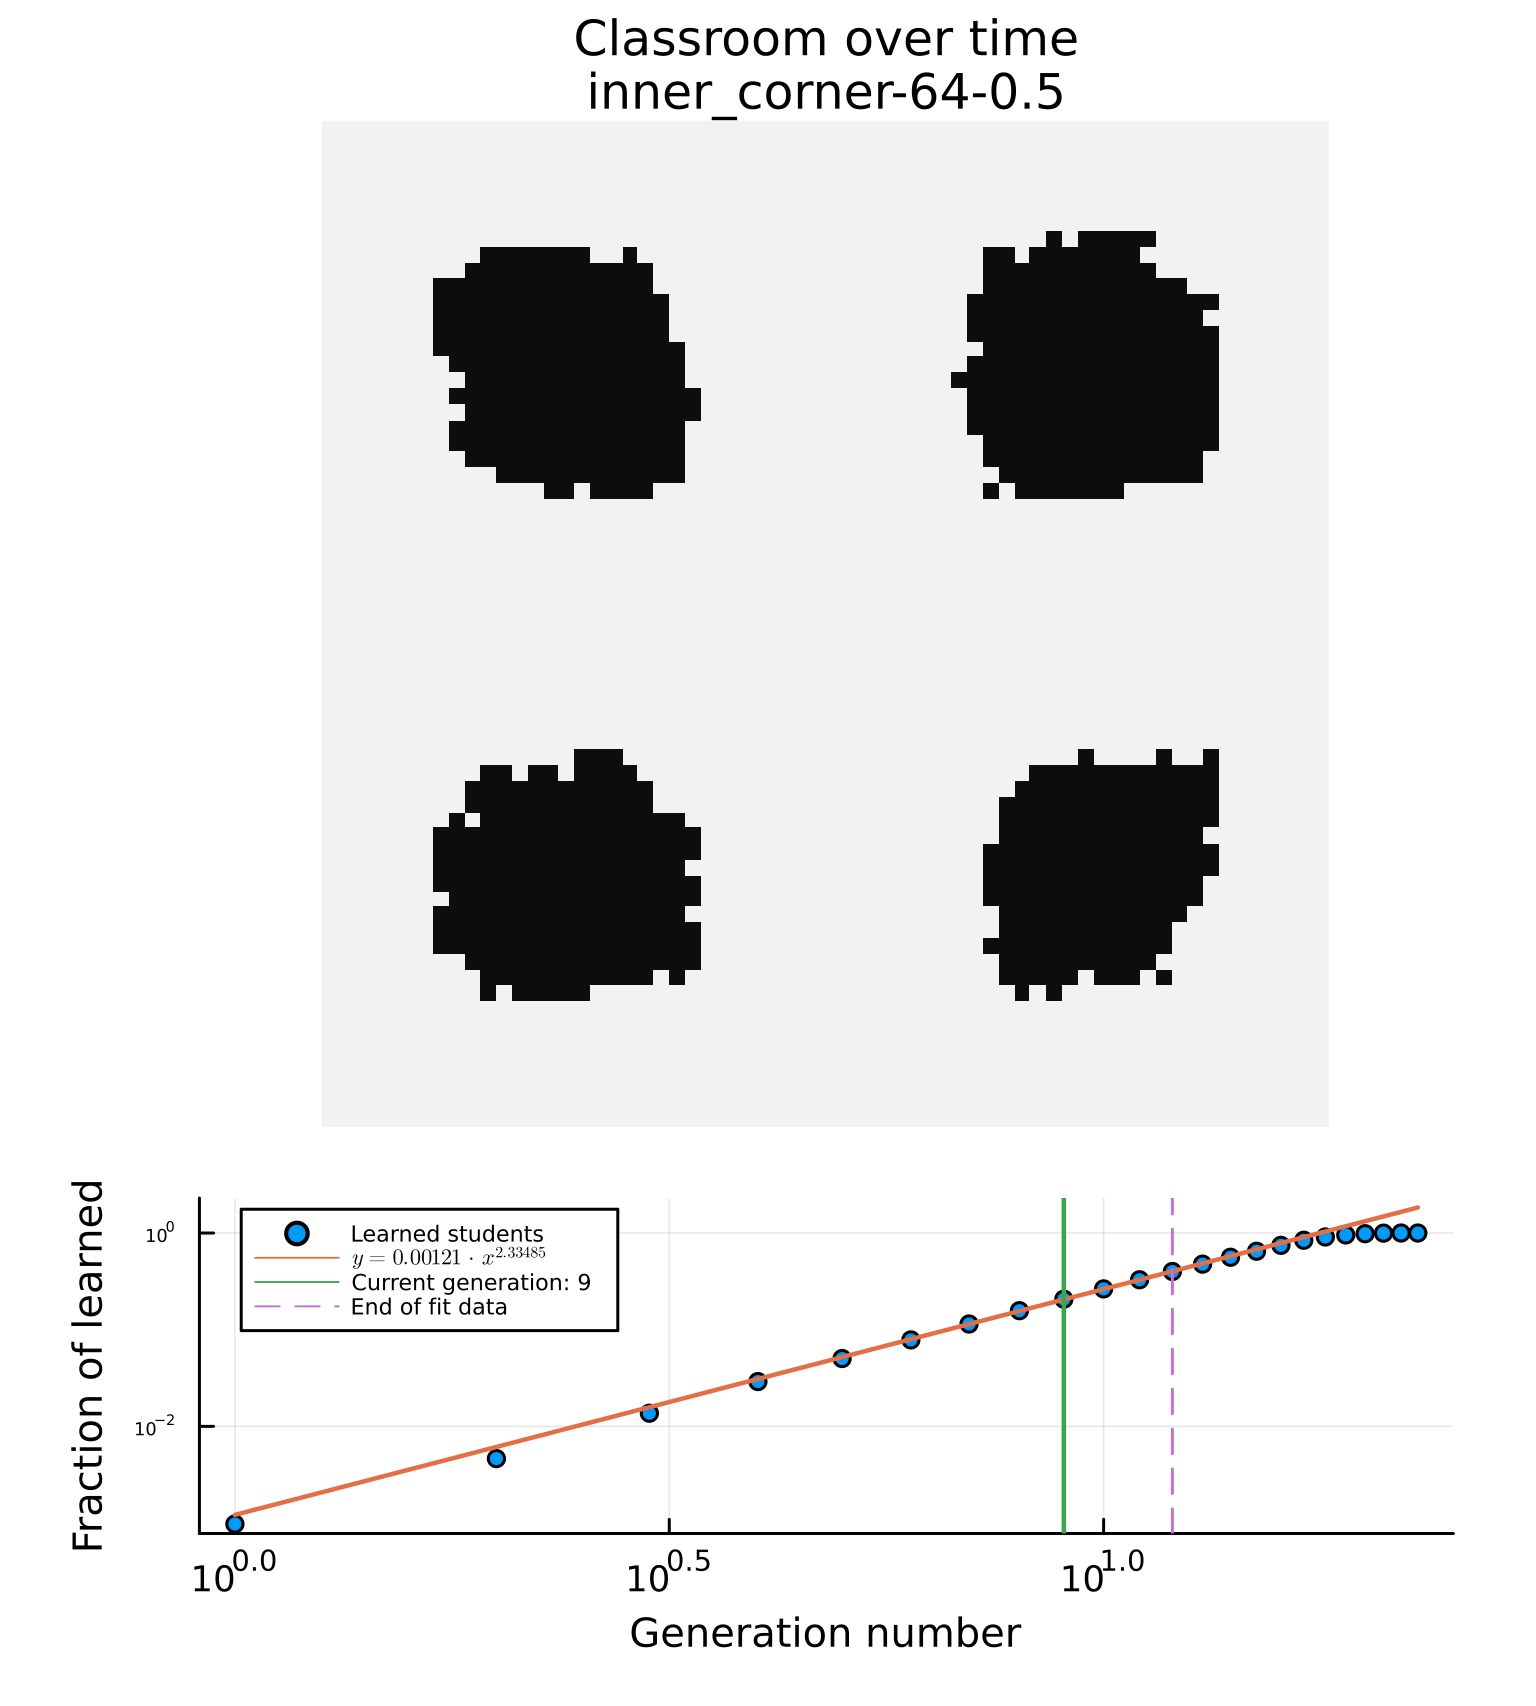 Classroom over time
inner_corner-64-0.5
Fraction of learned
10^0
10^−2
Learned students
y = 0.00121 · x^2.33485
Current generation: 9
End of fit data
10^0.0
10^0.5
10^1.0
Generation number